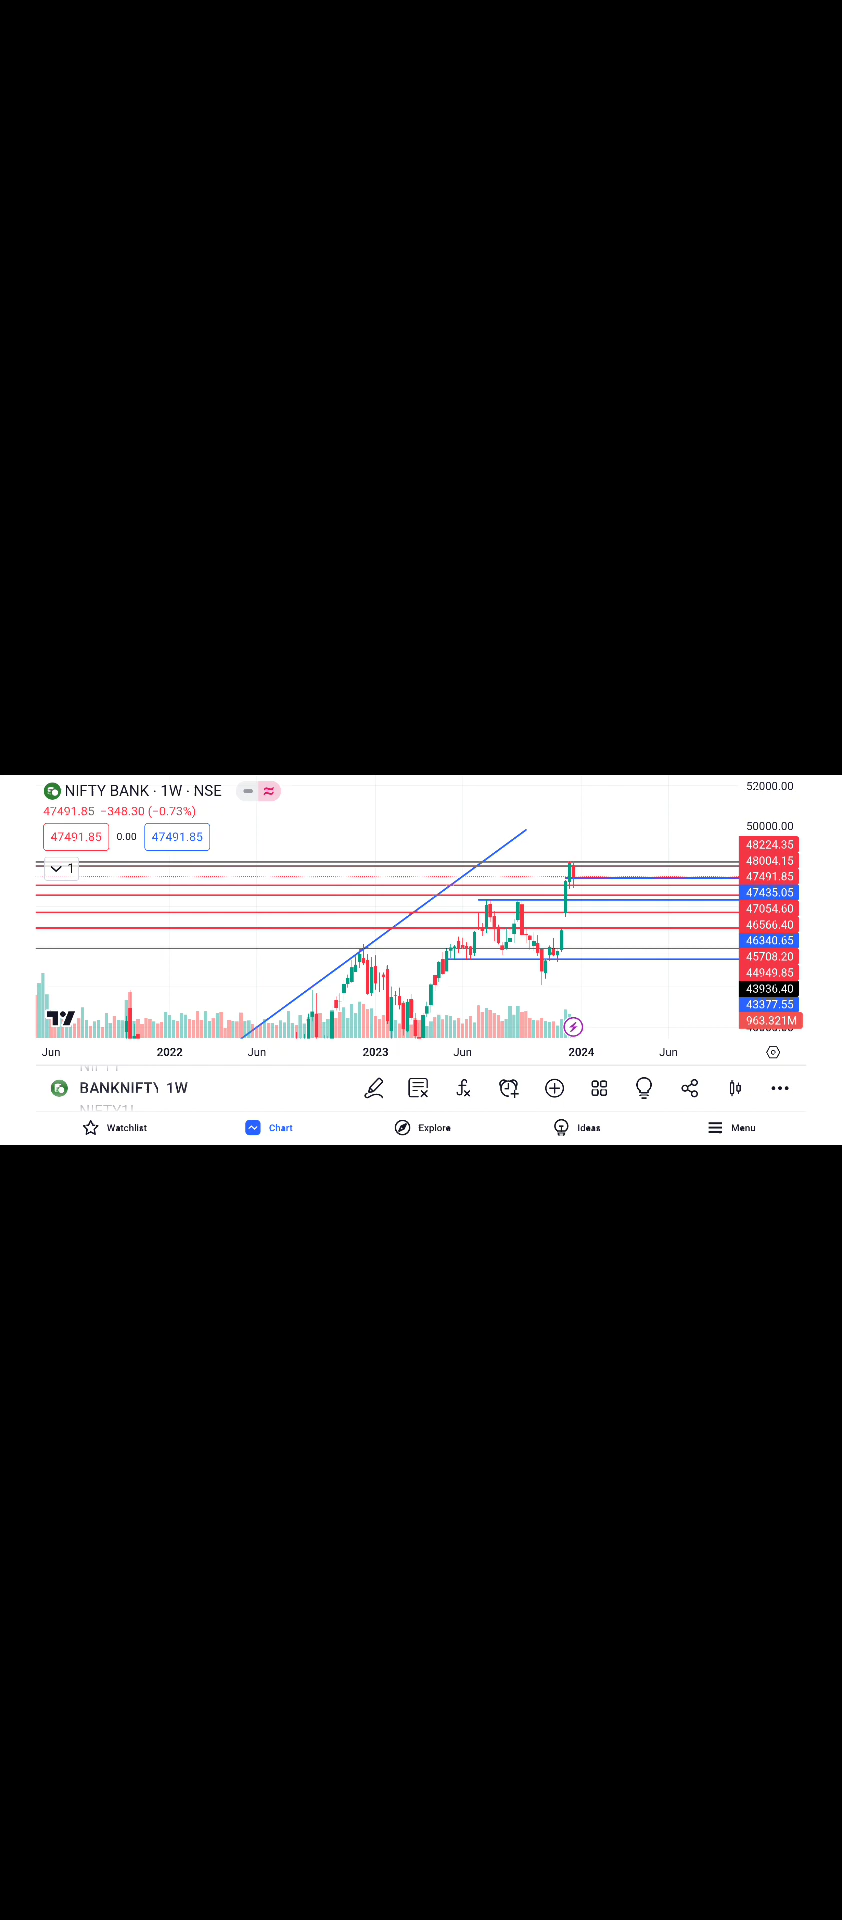 NIFTY BANK · 1W · NSE
47491.85 −348.30 (−0.73%)
47491.85 0.00 47491.85
1
52000.00
50000.00
48224.35
48004.15
47491.85
47435.05
47054.60
46566.40
46340.65
45708.20
44949.85
43936.40
43377.55
963.321M
Jun 2022 Jun 2023 Jun 2024 Jun
BANKNIFTY 1W
Watchlist Chart Explore Ideas Menu